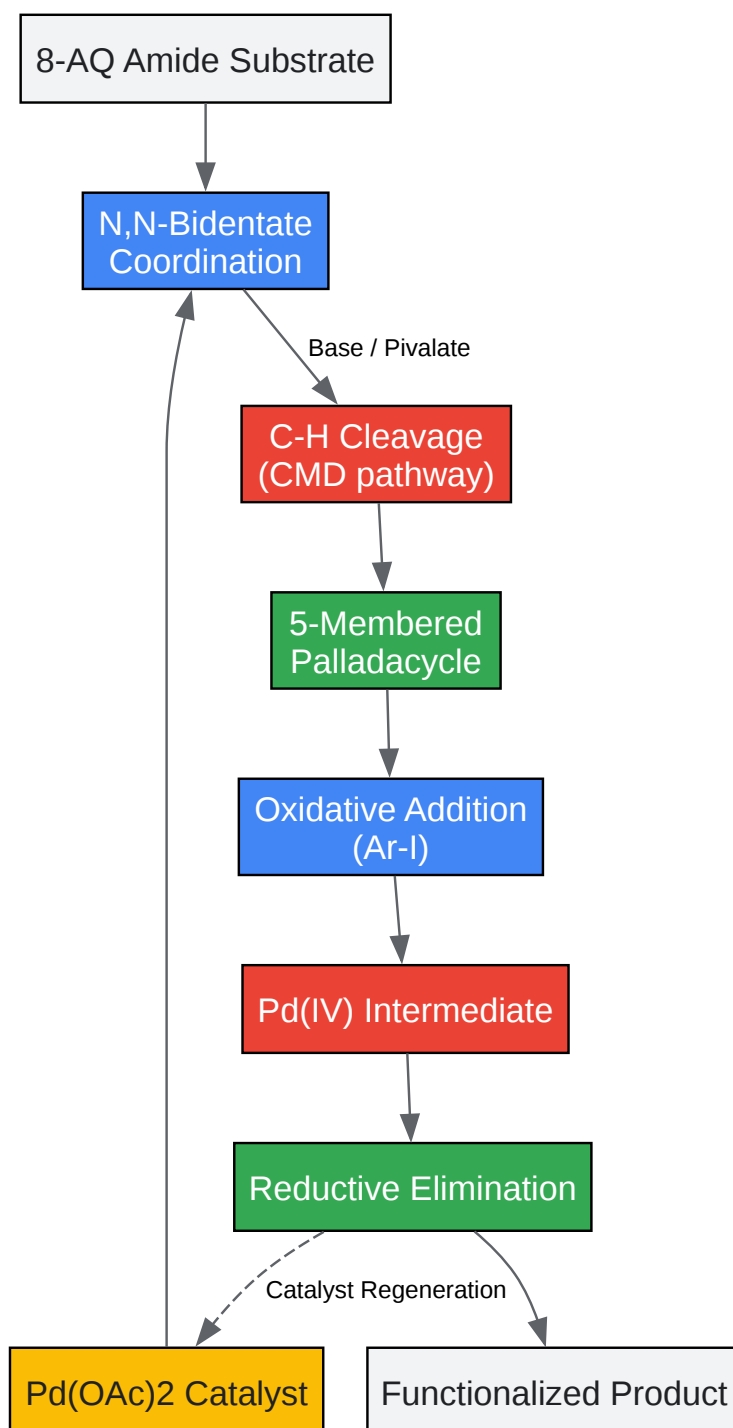 8-AQ Amide Substrate
N,N-Bidentate
Coordination
Base / Pivalate
C-H Cleavage
(CMD pathway)
5-Membered
Palladacycle
Oxidative Addition
(Ar-I)
Pd(IV) Intermediate
Reductive Elimination
Catalyst Regeneration
Pd(OAc)2 Catalyst
Functionalized Product